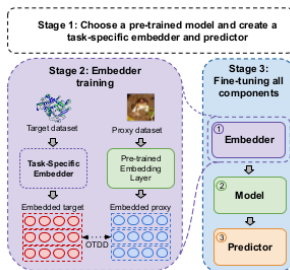 Stage 1: Choose a pre-trained model and create a
task-specific embedder and predictor
Stage 2: Embedder
training
Target dataset
Proxy dataset
Task-Specific
Embedder
Pre-trained
Embedding
Layer
Embedded target
Embedded proxy
OTDD
Stage 3:
Fine-tuning all
components
1
Embedder
2
Model
3
Predictor